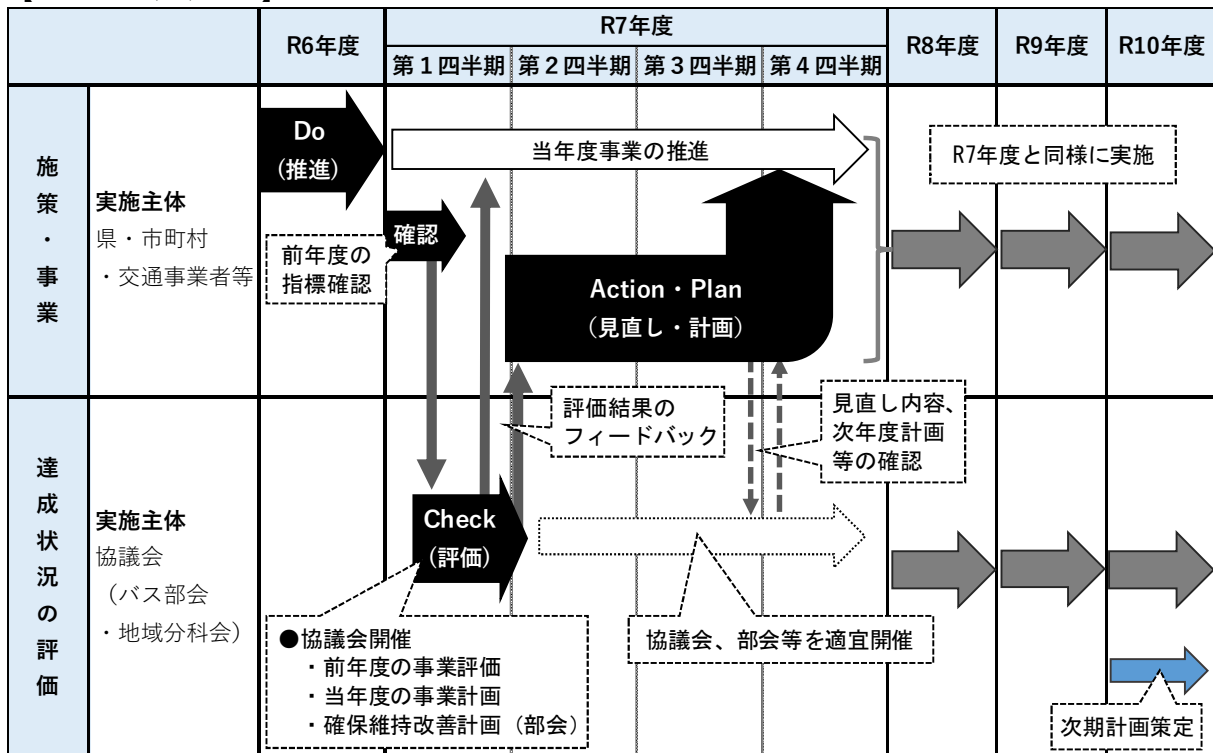 R6年度
R7年度
R8年度
R9年度
R10年度
第１四半期
第２四半期
第３四半期
第４四半期
施策・事業
実施主体
県・市町村
・交通事業者等
Do
(推進)
当年度事業の推進
R7年度と同様に実施
確認
前年度の
指標確認
Action・Plan
(見直し・計画)
評価結果の
フィードバック
見直し内容、
次年度計画
等の確認
達成状況の評価
実施主体
協議会
（バス部会
・地域分科会）
Check
(評価)
●協議会開催
・前年度の事業評価
・当年度の事業計画
・確保維持改善計画（部会）
協議会、部会等を適宜開催
次期計画策定